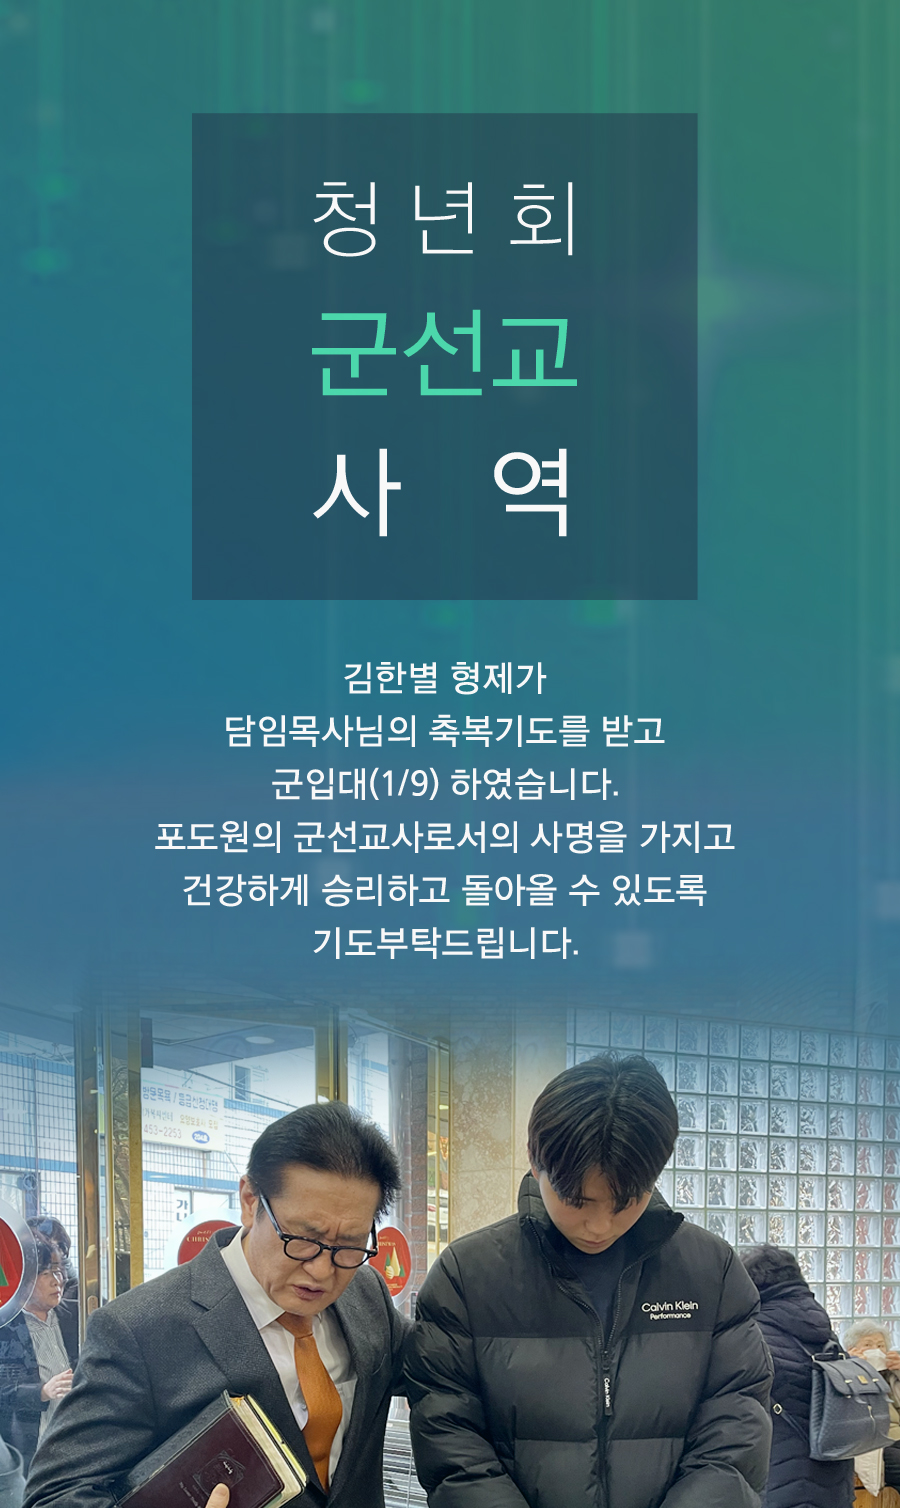 청년회
군선교
사역
김한별 형제가
담임목사님의 축복기도를 받고
군입대(1/9) 하였습니다.
포도원의 군선교사로서의 사명을 가지고
건강하게 승리하고 돌아올 수 있도록
기도부탁드립니다.
453-2253
Calvin Klein
Performance
Calvin Klein